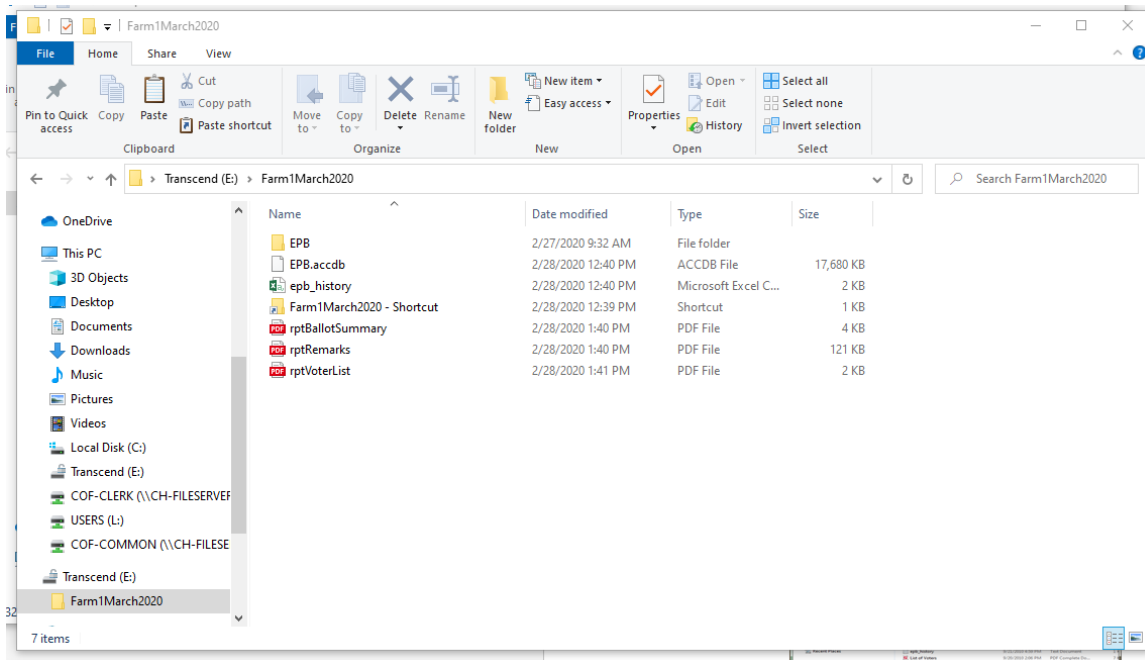 Farm1March2020
File Home Share View
Pin to Quick access
Copy
Paste
Cut
Copy path
Paste shortcut
Clipboard
Move to
Copy to
Delete
Rename
Organize
New folder
New item
Easy access
New
Properties
Open
Edit
History
Open
Select all
Select none
Invert selection
Select
Transcend (E:) > Farm1March2020
Search Farm1March2020
OneDrive
This PC
3D Objects
Desktop
Documents
Downloads
Music
Pictures
Videos
Local Disk (C:)
Transcend (E:)
COF-CLERK (\\CH-FILESERVER
USERS (L:)
COF-COMMON (\\CH-FILESE
Transcend (E:)
Farm1March2020
Name Date modified Type Size
EPB 2/27/2020 9:32 AM File folder
EPB.accdb 2/28/2020 12:40 PM ACCDB File 17,680 KB
epb_history 2/28/2020 12:40 PM Microsoft Excel C... 2 KB
Farm1March2020 - Shortcut 2/28/2020 12:39 PM Shortcut 1 KB
PDF rptBallotSummary 2/28/2020 1:40 PM PDF File 4 KB
PDF rptRemarks 2/28/2020 1:40 PM PDF File 121 KB
PDF rptVoterList 2/28/2020 1:41 PM PDF File 2 KB
7 items